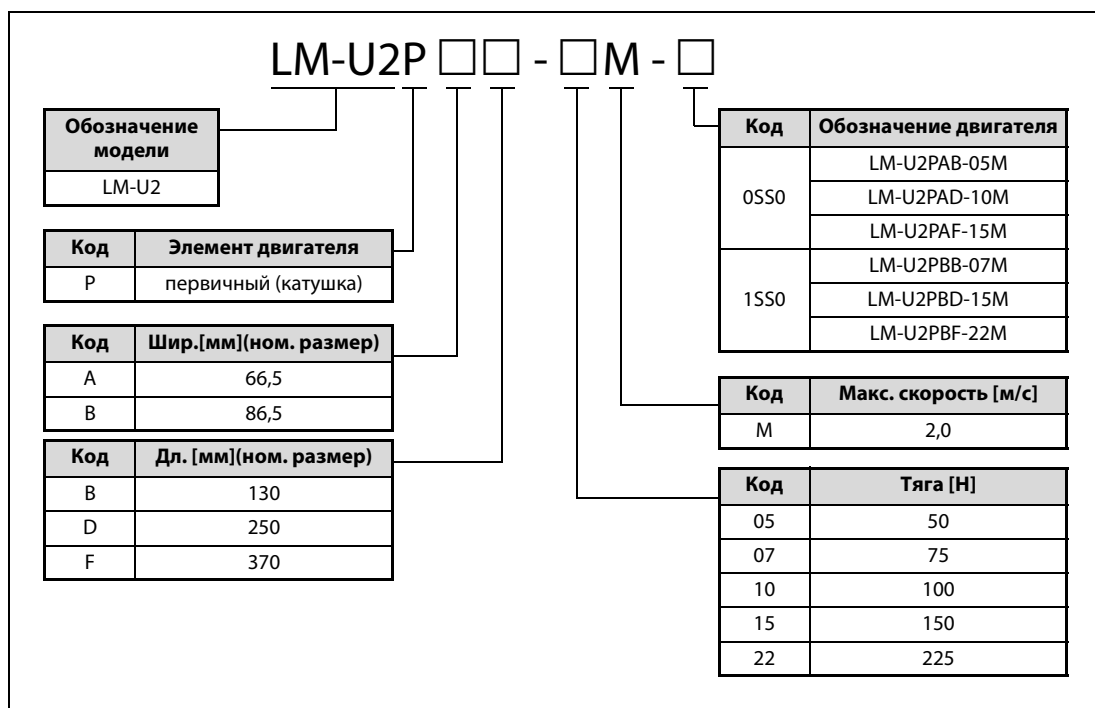 LM-U2P □□ - □M - □
Обозначение
модели
LM-U2
Код Элемент двигателя
P первичный (катушка)
Код Шир.[мм](ном. размер)
A 66,5
B 86,5
Код Дл. [мм](ном. размер)
B 130
D 250
F 370
Код Обозначение двигателя
0SS0
LM-U2PAB-05M
LM-U2PAD-10M
LM-U2PAF-15M
1SS0
LM-U2PBB-07M
LM-U2PBD-15M
LM-U2PBF-22M
Код Макс. скорость [м/с]
M 2,0
Код Тяга [Н]
05 50
07 75
10 100
15 150
22 225